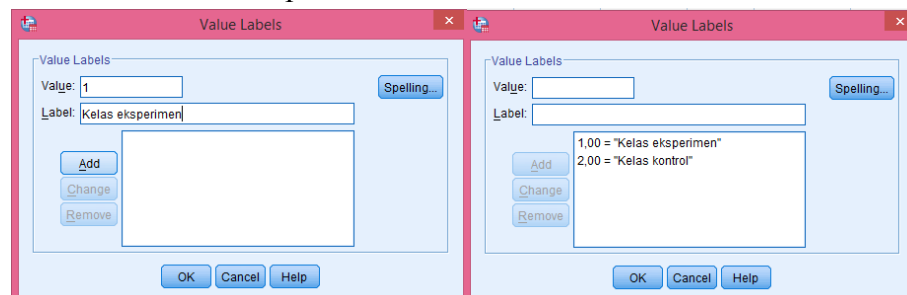 Value Labels
Value Labels
Value: 1
Spelling...
Label: Kelas eksperimen
Add
Change
Remove
OK Cancel Help
Value Labels
Value Labels
Value:
Spelling...
Label:
1,00 = "Kelas eksperimen"
2,00 = "Kelas kontrol"
Add
Change
Remove
OK Cancel Help